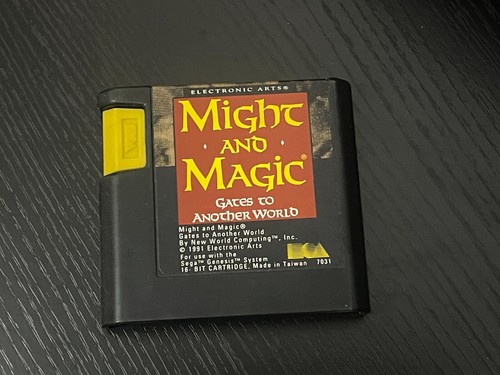 ELECTRONIC ARTS®
Might
AND
Magic®
GATES TO
ANOTHER WORLD
Might and Magic®
Gates to Another World
By New World Computing™, Inc.
© 1991 Electronic Arts
For use with the
Sega™ Genesis™ System
16- BIT CARTRIDGE, Made in Taiwan 7031
EOA